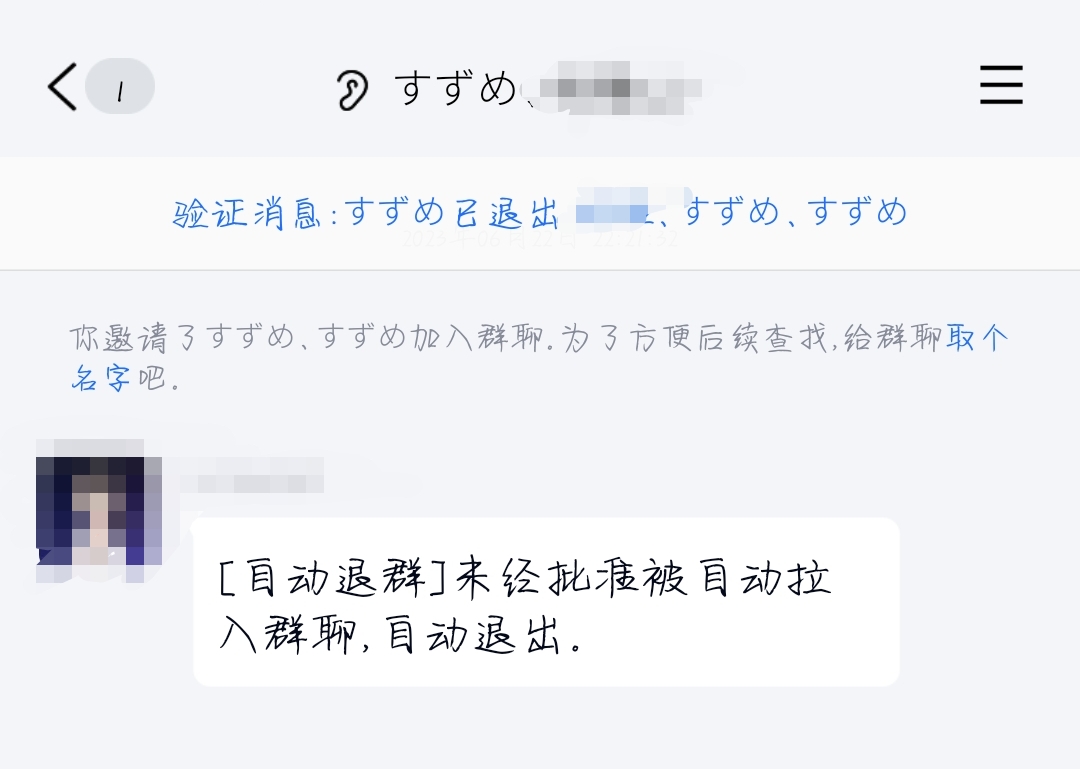 1
すずめ、
验证消息:すずめ已退出 、すずめ、すずめ
2023年06月22日 22:27:32
你邀请了すずめ、すずめ加入群聊.为了方便后续查找,给群聊取个
名字吧.
[自动退群]未经批准被自动拉
入群聊,自动退出.